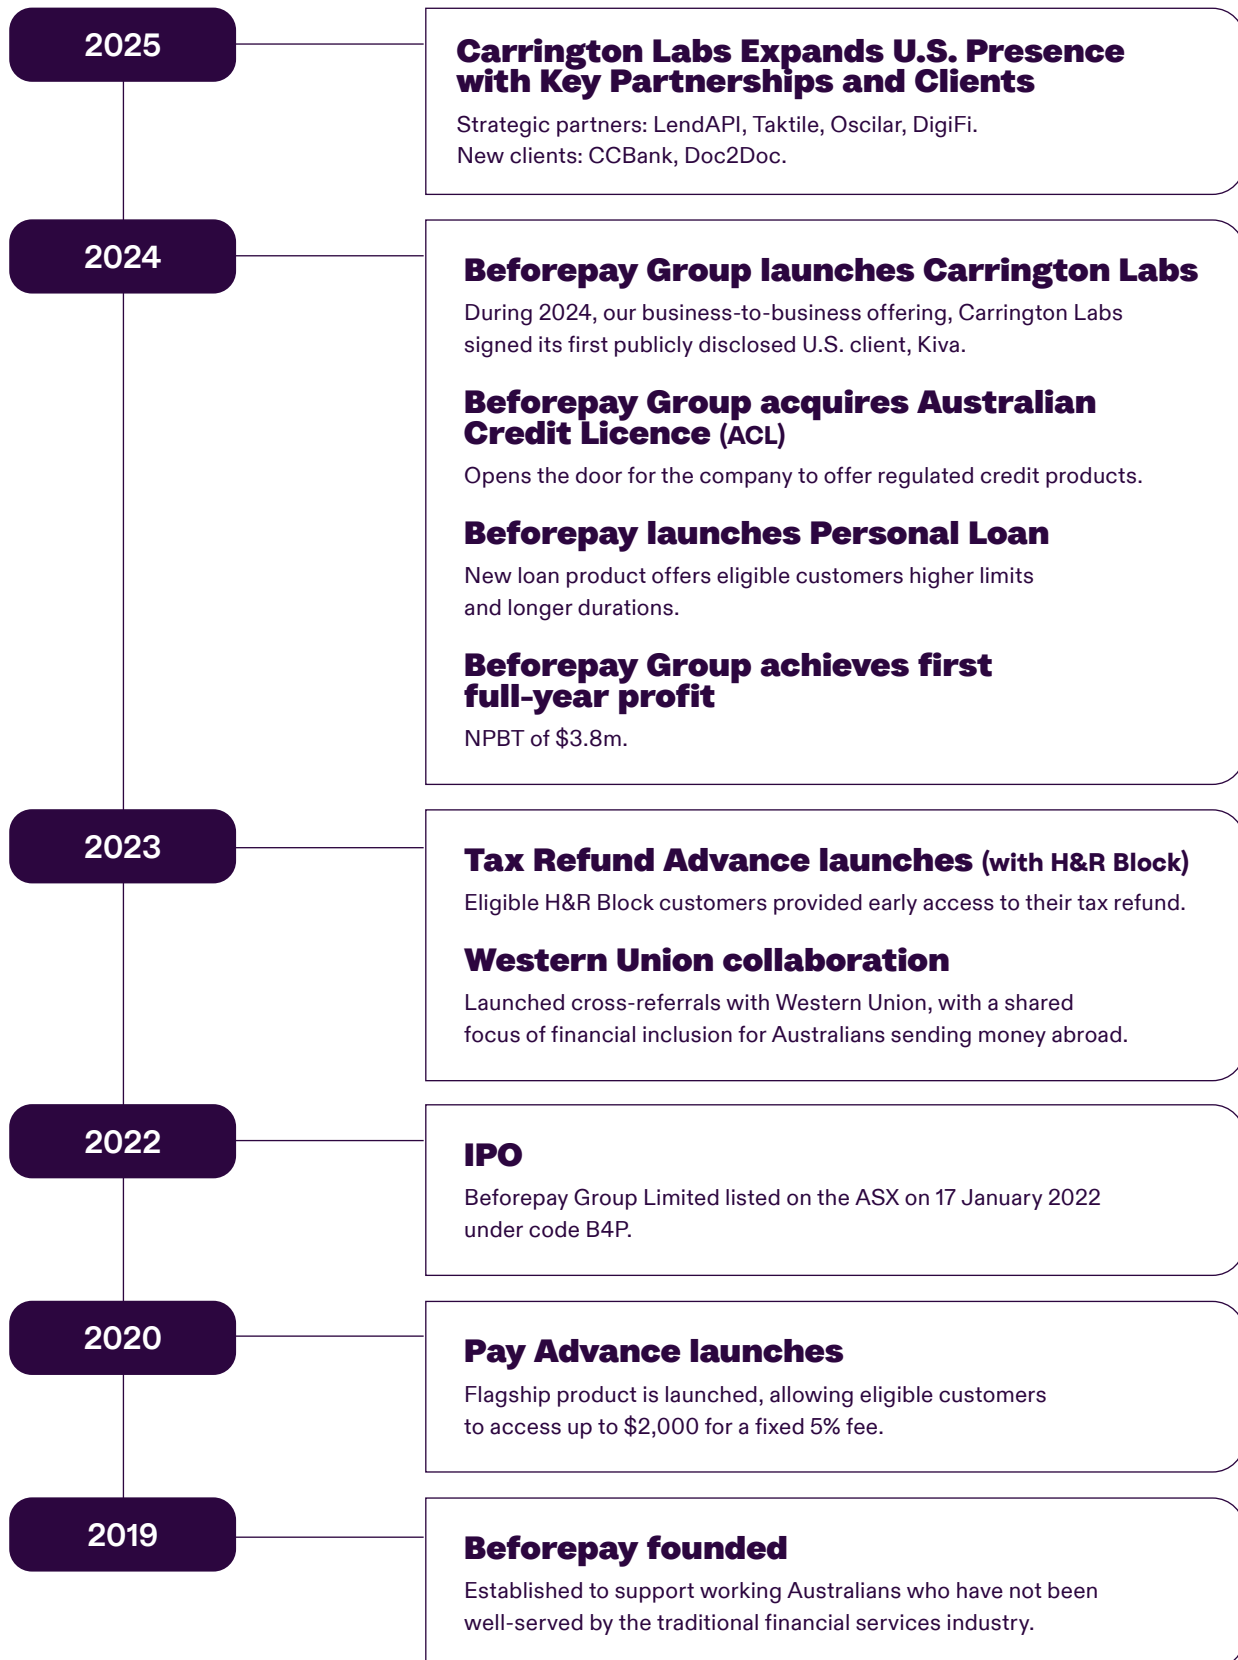 2025
Carrington Labs Expands U.S. Presence
with Key Partnerships and Clients
Strategic partners: LendAPI, Taktile, Oscilar, DigiFi.
New clients: CCBank, Doc2Doc.
2024
Beforepay Group launches Carrington Labs
During 2024, our business-to-business offering, Carrington Labs
signed its first publicly disclosed U.S. client, Kiva.
Beforepay Group acquires Australian
Credit Licence (ACL)
Opens the door for the company to offer regulated credit products.
Beforepay launches Personal Loan
New loan product offers eligible customers higher limits
and longer durations.
Beforepay Group achieves first
full-year profit
NPBT of $3.8m.
2023
Tax Refund Advance launches (with H&R Block)
Eligible H&R Block customers provided early access to their tax refund.
Western Union collaboration
Launched cross-referrals with Western Union, with a shared
focus of financial inclusion for Australians sending money abroad.
2022
IPO
Beforepay Group Limited listed on the ASX on 17 January 2022
under code B4P.
2020
Pay Advance launches
Flagship product is launched, allowing eligible customers
to access up to $2,000 for a fixed 5% fee.
2019
Beforepay founded
Established to support working Australians who have not been
well-served by the traditional financial services industry.